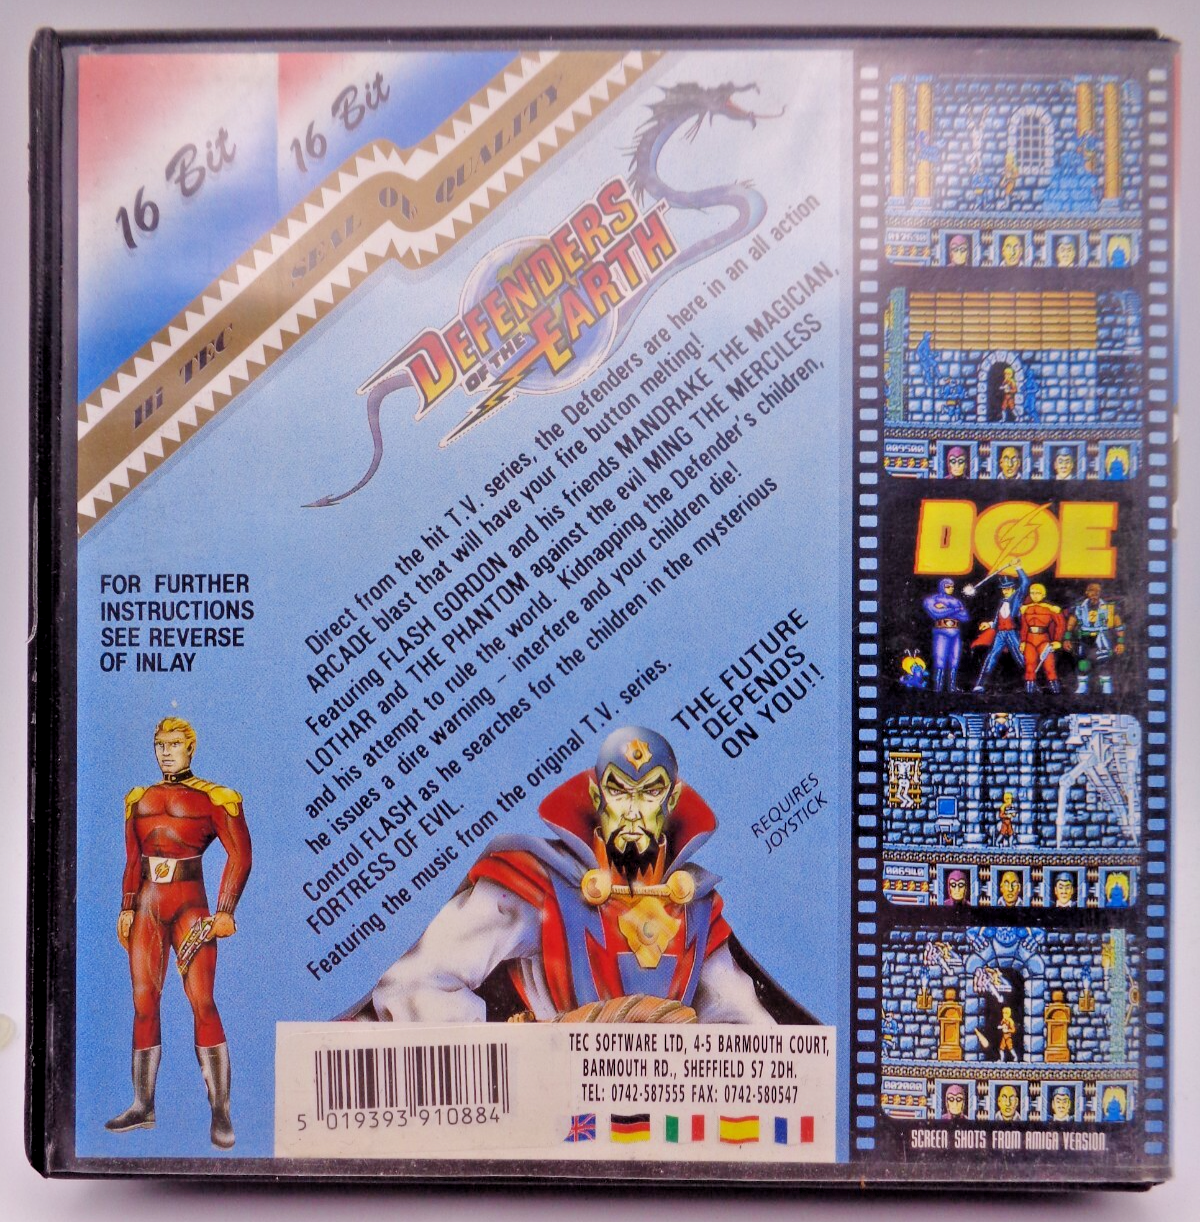 16 Bit
16 Bit
Hi TEC SEAL OF QUALITY
DEFENDERS
OF THE EARTH™
Direct from the hit T.V. series, the Defenders are here in an all action
ARCADE blast that will have your fire button melting!
Featuring FLASH GORDON and his friends MANDRAKE THE MAGICIAN,
LOTHAR and THE PHANTOM against the evil MING THE MERCILESS
and his attempt to rule the world. Kidnapping the Defender's children,
he issues a dire warning – interfere and your children die!
Control FLASH as he searches for the children in the mysterious
FORTRESS OF EVIL.
Featuring the music from the original T.V. series.
FOR FURTHER
INSTRUCTIONS
SEE REVERSE
OF INLAY
THE FUTURE
DEPENDS
ON YOU!!
REQUIRES
JOYSTICK
TEC SOFTWARE LTD, 4-5 BARMOUTH COURT,
BARMOUTH RD., SHEFFIELD S7 2DH.
TEL: 0742-587555 FAX: 0742-580547
5 019393 910884
DOE
SCREEN SHOTS FROM AMIGA VERSION.